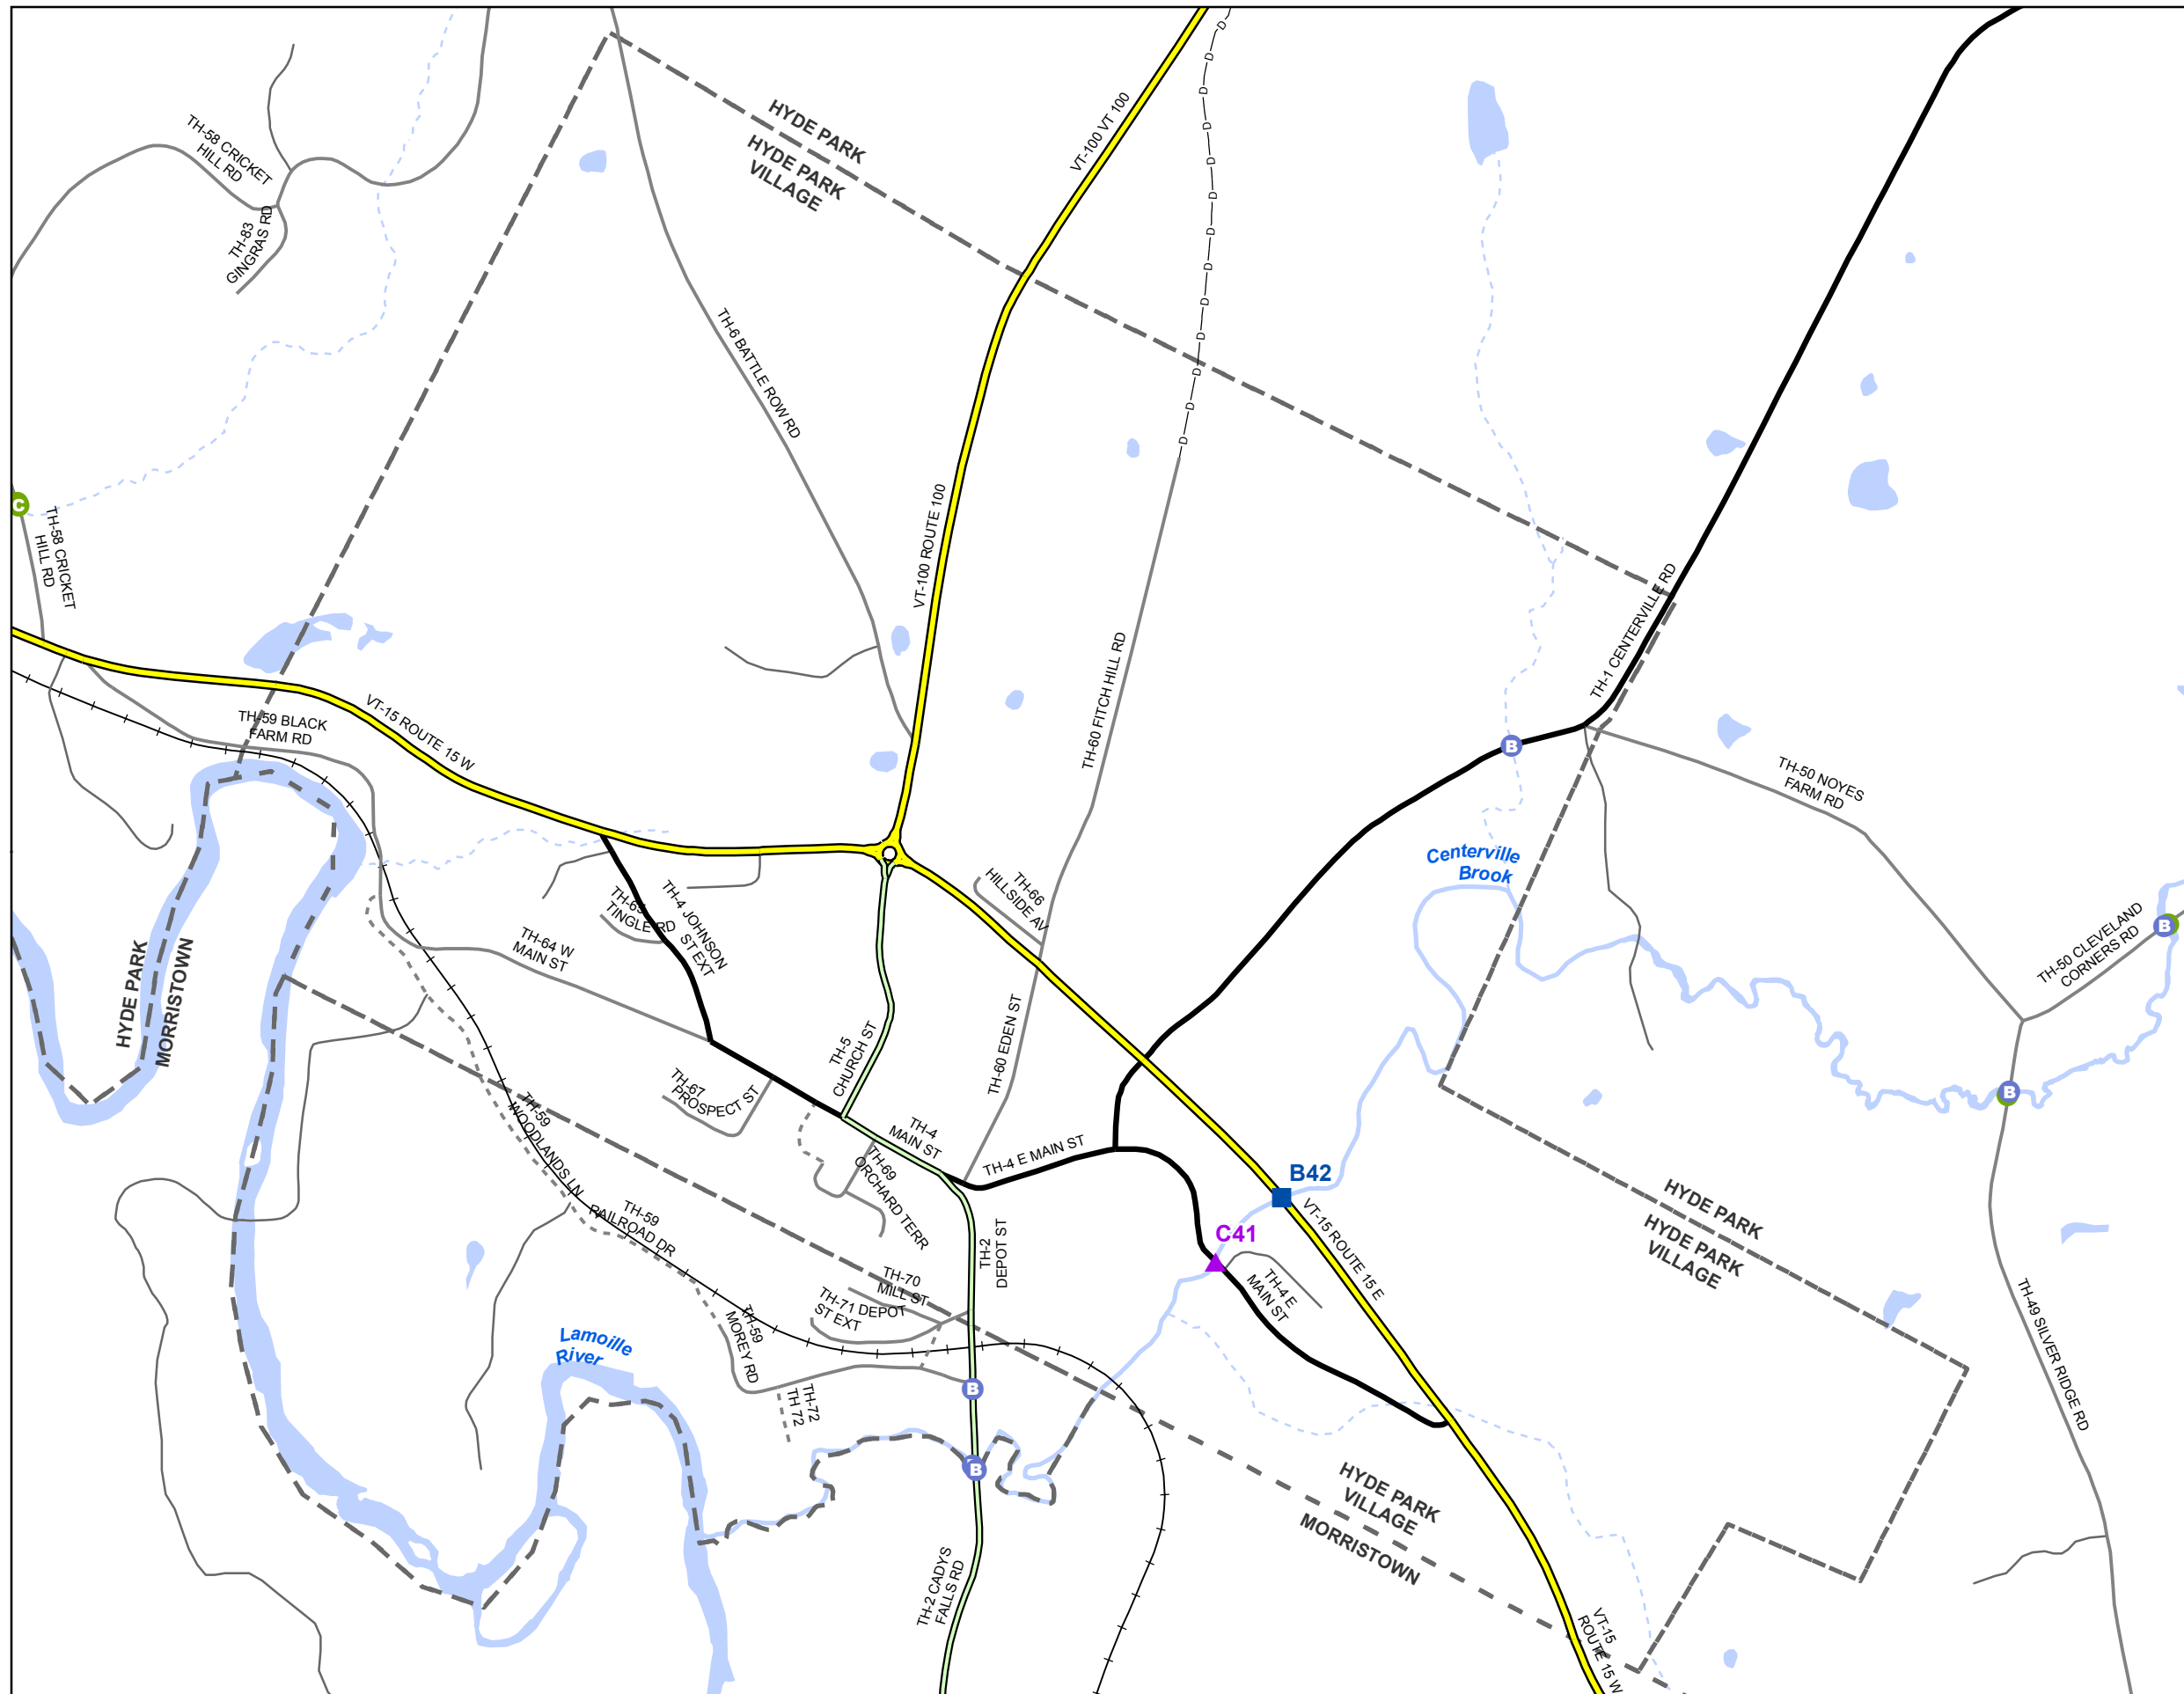 HYDE PARK
HYDE PARK
VILLAGE
VT-100 VT 100
D
D
D
D
D
D
D
D
D
D
D
D
D
TH-58 CRICKET
HILL RD
TH-83
GINGRAS RD
TH-6 BATTLE ROW RD
VT-100 ROUTE 100
C
TH-58 CRICKET
HILL RD
TH-1 CENTERVILLE RD
TH-60 FITCH HILL RD
VT-15 ROUTE 15 W
TH-59 BLACK
FARM RD
B
TH-50 NOYES
FARM RD
Centerville
Brook
TH-66
HILLSIDE AV
TH-65
TINGLE RD
TH-4 JOHNSON
ST EXT
TH-64 W
MAIN ST
B
TH-50 CLEVELAND
CORNERS RD
HYDE PARK
MORRISTOWN
TH-60 EDEN ST
TH-5
CHURCH ST
TH-67
PROSPECT ST
B
TH-59
WOODLANDS LN
TH-4
MAIN ST
TH-4 E MAIN ST
TH-69
ORCHARD TERR
B42
VT-15 ROUTE 15 E
HYDE PARK
HYDE PARK
VILLAGE
TH-59
RAILROAD DR
TH-2
DEPOT ST
C41
TH-4 E
MAIN ST
TH-70
MILL ST
TH-71 DEPOT
ST EXT
TH-59
MOREY RD
TH-49 SILVER RIDGE RD
Lamoille
River
TH-72
TH 72
B
B
HYDE PARK
VILLAGE
MORRISTOWN
TH-2 CADYS
FALLS RD
VT-15
ROUTE 15 W